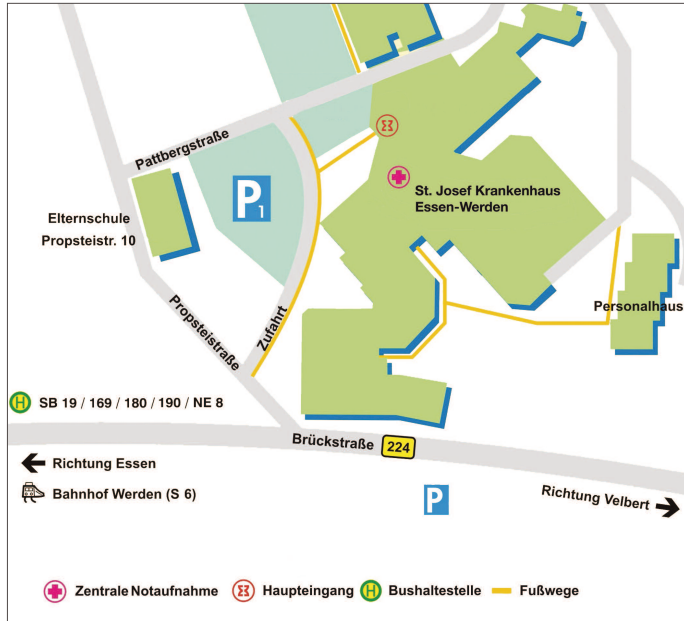 Pattbergstraße
St. Josef Krankenhaus
Essen-Werden
P1
Elternschule
Propsteistr. 10
Personalhaus
Zufahrt
Propsteistraße
H SB 19 / 169 / 180 / 190 / NE 8
Brückstraße 224
Richtung Essen
Bahnhof Werden (S 6)
P
Richtung Velbert
Zentrale Notaufnahme
Haupteingang
H Bushaltestelle
Fußwege